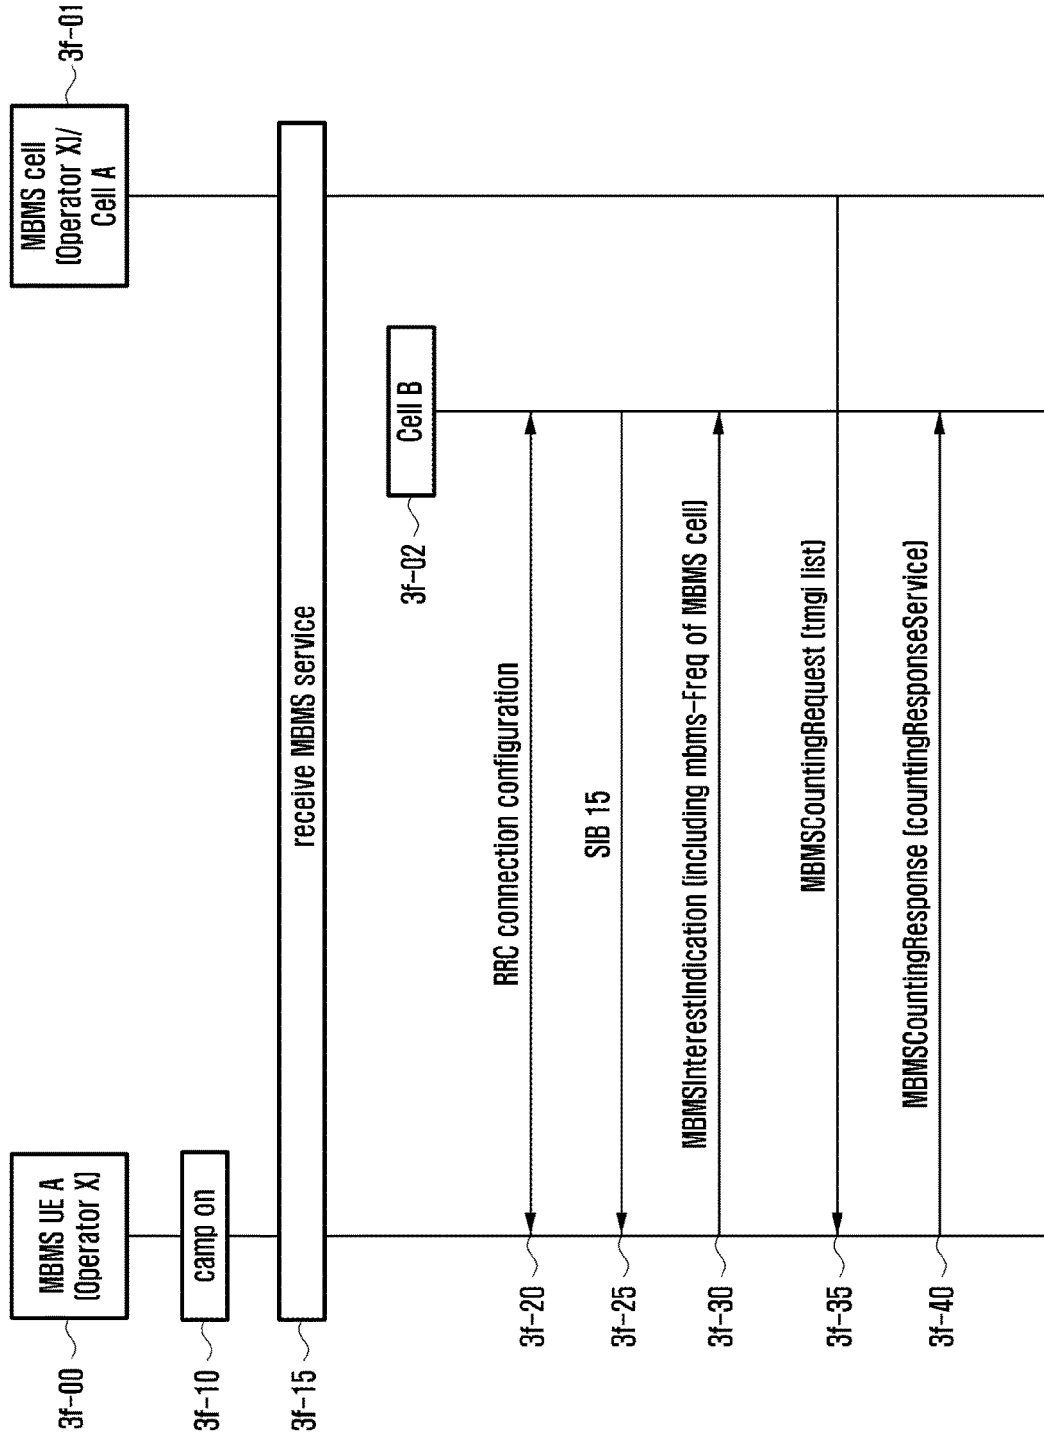 MBMS UE A
(Operator X)
3f-00
MBMS cell
(Operator X)/
Cell A
3f-01
camp on
3f-10
receive MBMS service
3f-15
Cell B
3f-02
RRC connection configuration
3f-20
SIB 15
3f-25
MBMSInterestIndication (including mbms-Freq of MBMS cell)
3f-30
MBMSCountingRequest (tmgi list)
3f-35
MBMSCountingResponse (countingResponseService)
3f-40